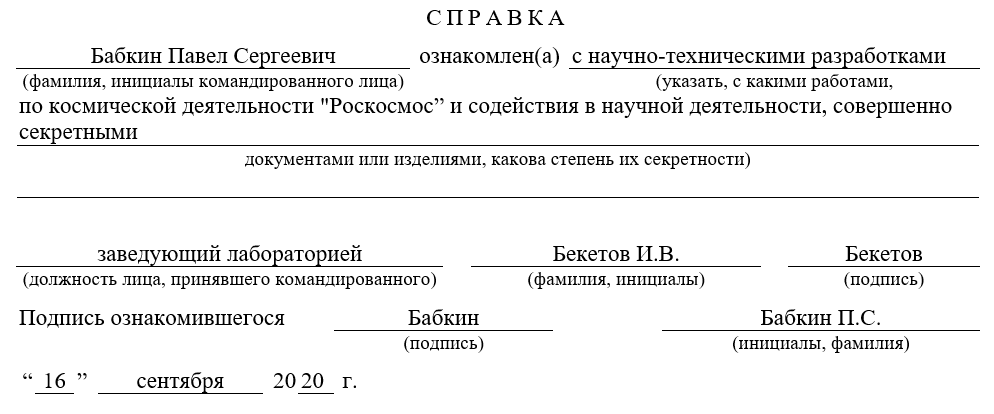 СПРАВКА
Бабкин Павел Сергеевич ознакомлен(а) с научно-техническими разработками
(фамилия, инициалы командированного лица) (указать, с какими работами,
по космической деятельности "Роскосмос” и содействия в научной деятельности, совершенно
секретными
документами или изделиями, какова степень их секретности)
заведующий лабораторией Бекетов И.В. Бекетов
(должность лица, принявшего командированного) (фамилия, инициалы) (подпись)
Подпись ознакомившегося Бабкин Бабкин П.С.
(подпись) (инициалы, фамилия)
“ 16 ” сентября 20 20 г.